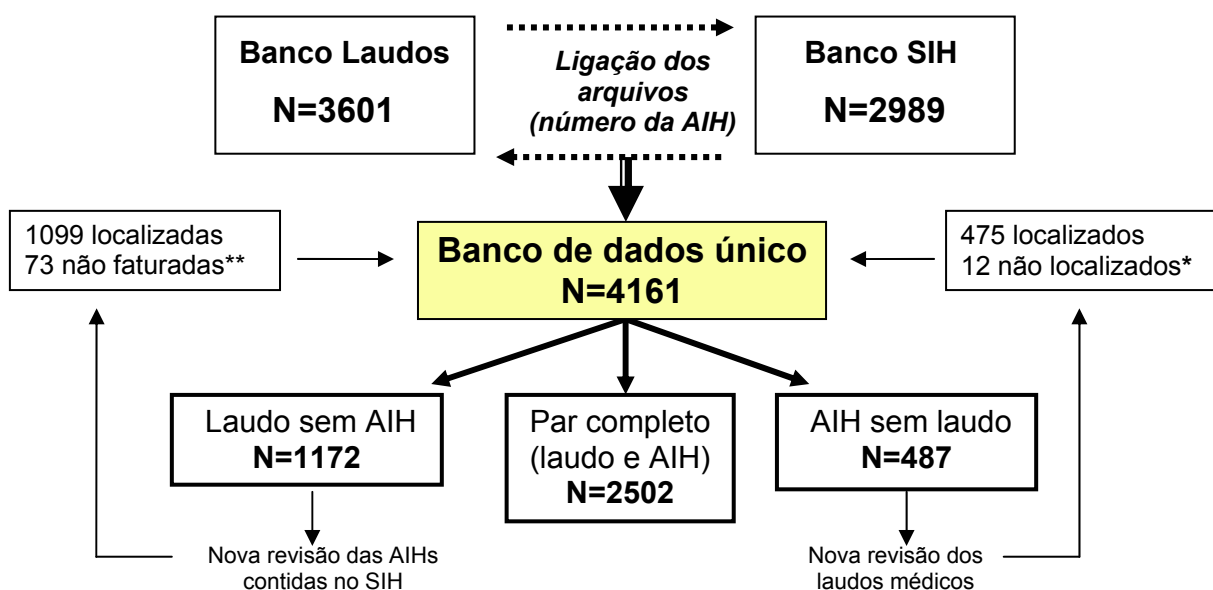 Banco Laudos
N=3601
Ligação dos
arquivos
(número da AIH)
Banco SIH
N=2989
1099 localizadas
73 não faturadas**
Banco de dados único
N=4161
475 localizados
12 não localizados*
Laudo sem AIH
N=1172
Par completo
(laudo e AIH)
N=2502
AIH sem laudo
N=487
Nova revisão das AIHs
contidas no SIH
Nova revisão dos
laudos médicos